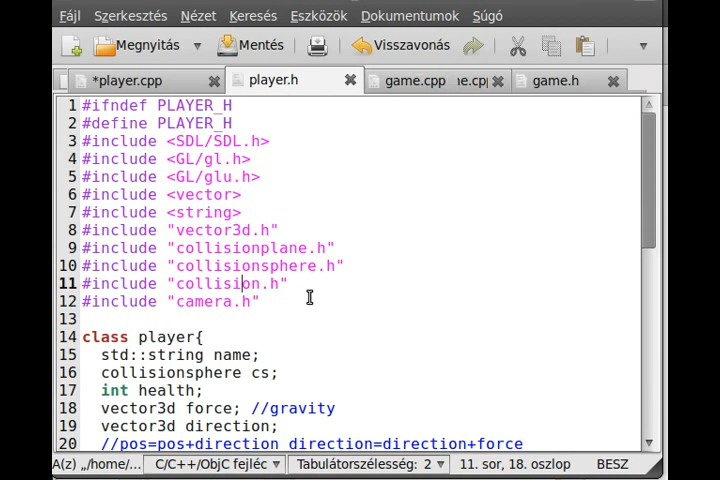 Fájl Szerkesztés Nézet Keresés Eszközök Dokumentumok Súgó
Megnyitás Mentés Visszavonás
*player.cpp player.h game.cpp ne.cpp game.h
1 #ifndef PLAYER_H
2 #define PLAYER_H
3 #include <SDL/SDL.h>
4 #include <GL/gl.h>
5 #include <GL/glu.h>
6 #include <vector>
7 #include <string>
8 #include "vector3d.h"
9 #include "collisionplane.h"
10 #include "collisionsphere.h"
11 #include "collision.h"
12 #include "camera.h"
13
14 class player{
15 std::string name;
16 collisionsphere cs;
17 int health;
18 vector3d force; //gravity
19 vector3d direction;
20 //pos=pos+direction direction=direction+force
A(z) „/home/... C/C++/ObjC fejléc Tabulátorszélesség: 2 11. sor, 18. oszlop BESZ